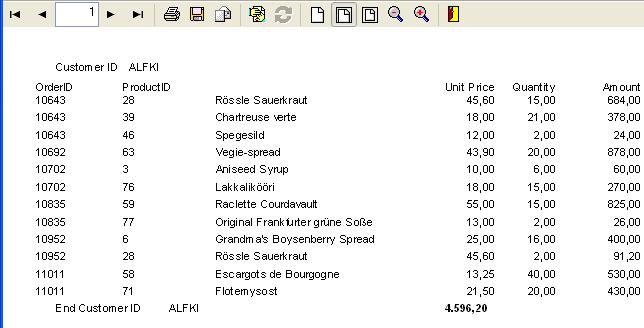 1
Customer ID ALFKI
OrderID ProductID Unit Price Quantity Amount
10643 28 Rössle Sauerkraut 45,60 15,00 684,00
10643 39 Chartreuse verte 18,00 21,00 378,00
10643 46 Spegesild 12,00 2,00 24,00
10692 63 Vegie-spread 43,90 20,00 878,00
10702 3 Aniseed Syrup 10,00 6,00 60,00
10702 76 Lakkalikööri 18,00 15,00 270,00
10835 59 Raclette Courdavault 55,00 15,00 825,00
10835 77 Original Frankfurter grüne Soße 13,00 2,00 26,00
10952 6 Grandma's Boysenberry Spread 25,00 16,00 400,00
10952 28 Rössle Sauerkraut 45,60 2,00 91,20
11011 58 Escargots de Bourgogne 13,25 40,00 530,00
11011 71 Flotemysost 21,50 20,00 430,00
End Customer ID ALFKI 4.596,20